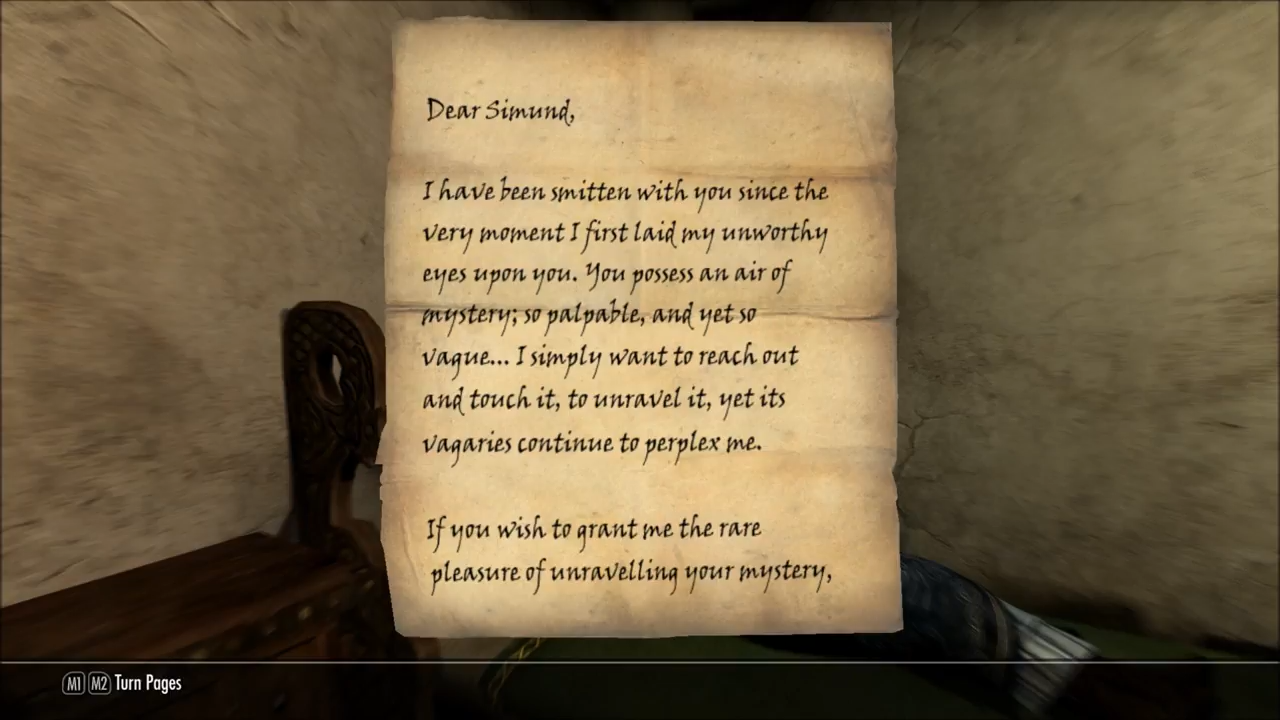 Dear Simund,
I have been smitten with you since the
very moment I first laid my unworthy
eyes upon you. You possess an air of
mystery; so palpable, and yet so
vague... I simply want to reach out
and touch it, to unravel it, yet its
vagaries continue to perplex me.
If you wish to grant me the rare
pleasure of unravelling your mystery,
M1 M2 Turn Pages